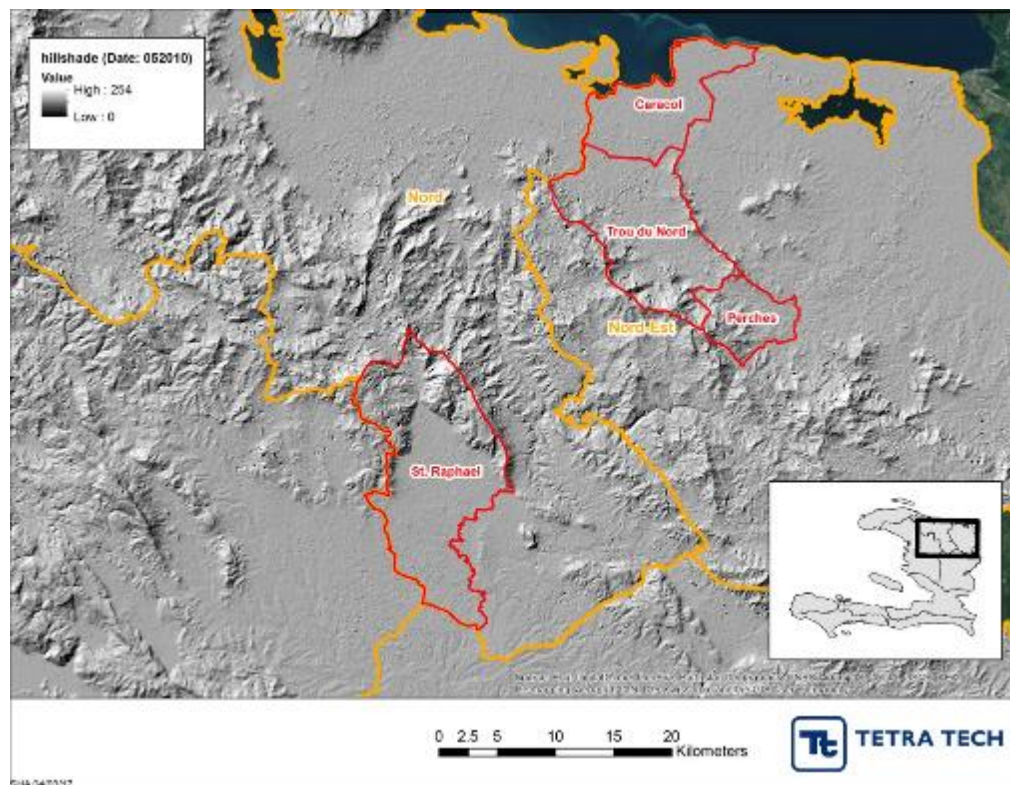 hillshade (Date: 052010)
Value
High : 254
Low : 0
Caracol
Nord
Trou du Nord
Nord-Est
Perches
St. Raphael
0 2.5 5 10 15 20
Kilometers
Tt TETRA TECH